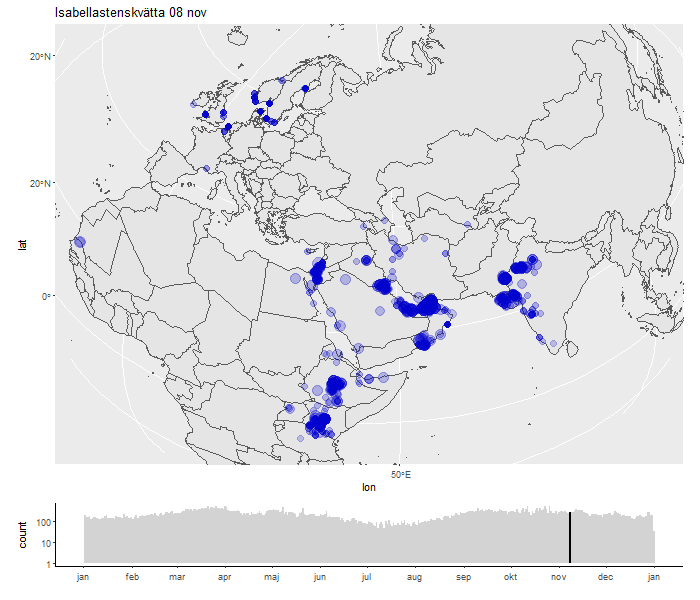 Isabellastenskvätta 08 nov
20°N
20°N
0°
lat
50°E
lon
count
100
10
1
jan feb mar apr maj jun jul aug sep okt nov dec jan